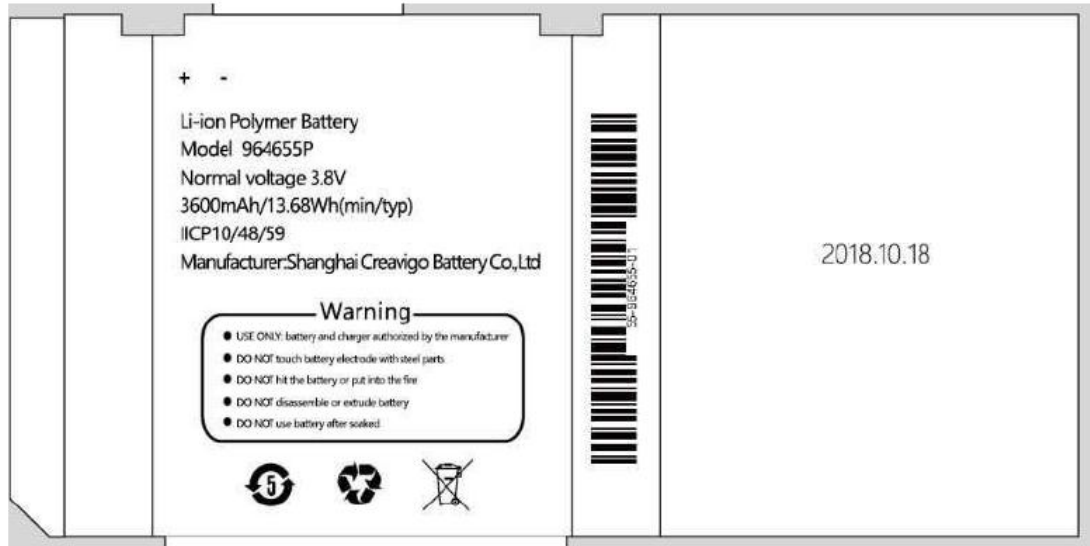 + -
Li-ion Polymer Battery
Model 964655P
Normal voltage 3.8V
3600mAh/13.68Wh(min/typ)
IICP10/48/59
Manufacturer:Shanghai Creavigo Battery Co.,Ltd
Warning
● USE ONLY: battery and charger authorized by the manufacturer
● DO NOT touch battery electrode with steel parts
● DO NOT hit the battery or put into the fire
● DO NOT disassemble or extrude battery
● DO NOT use battery after soaked
5
S5-964655-01
2018.10.18